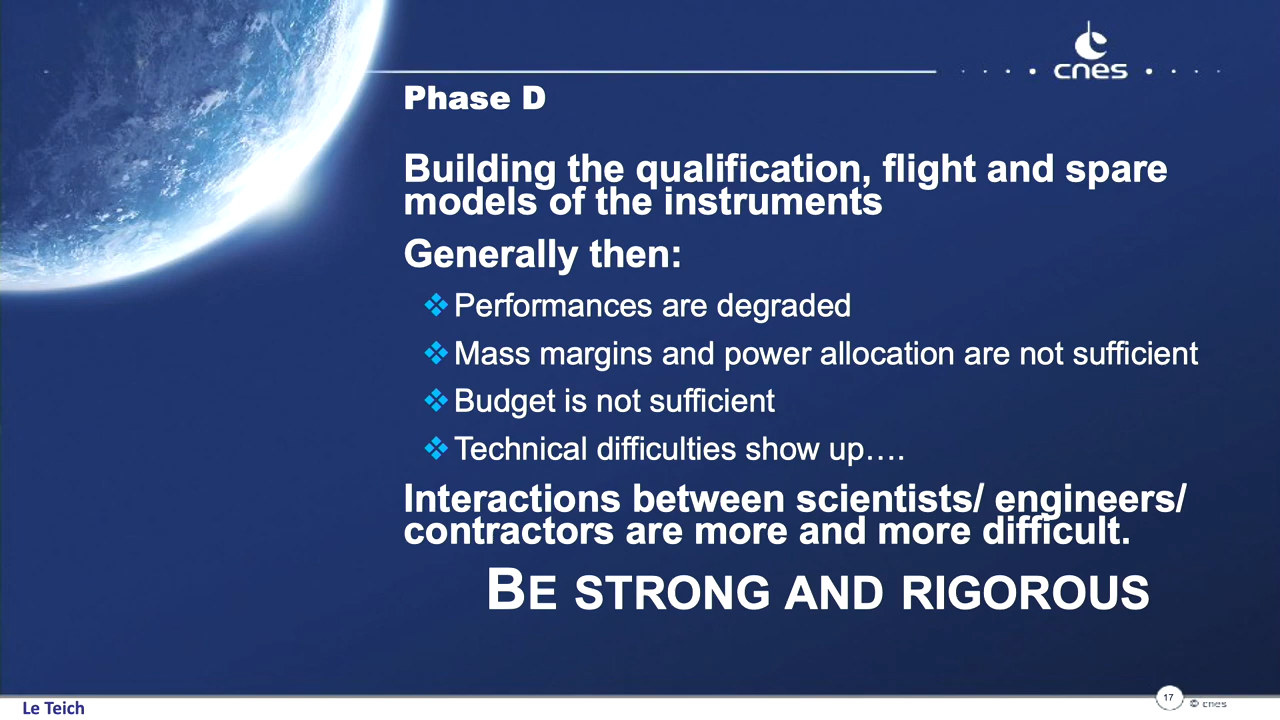 cnes
Phase D
Building the qualification, flight and spare
models of the instruments
Generally then:
❖ Performances are degraded
❖ Mass margins and power allocation are not sufficient
❖ Budget is not sufficient
❖ Technical difficulties show up….
Interactions between scientists/ engineers/
contractors are more and more difficult.
BE STRONG AND RIGOROUS
Le Teich
17
© cnes